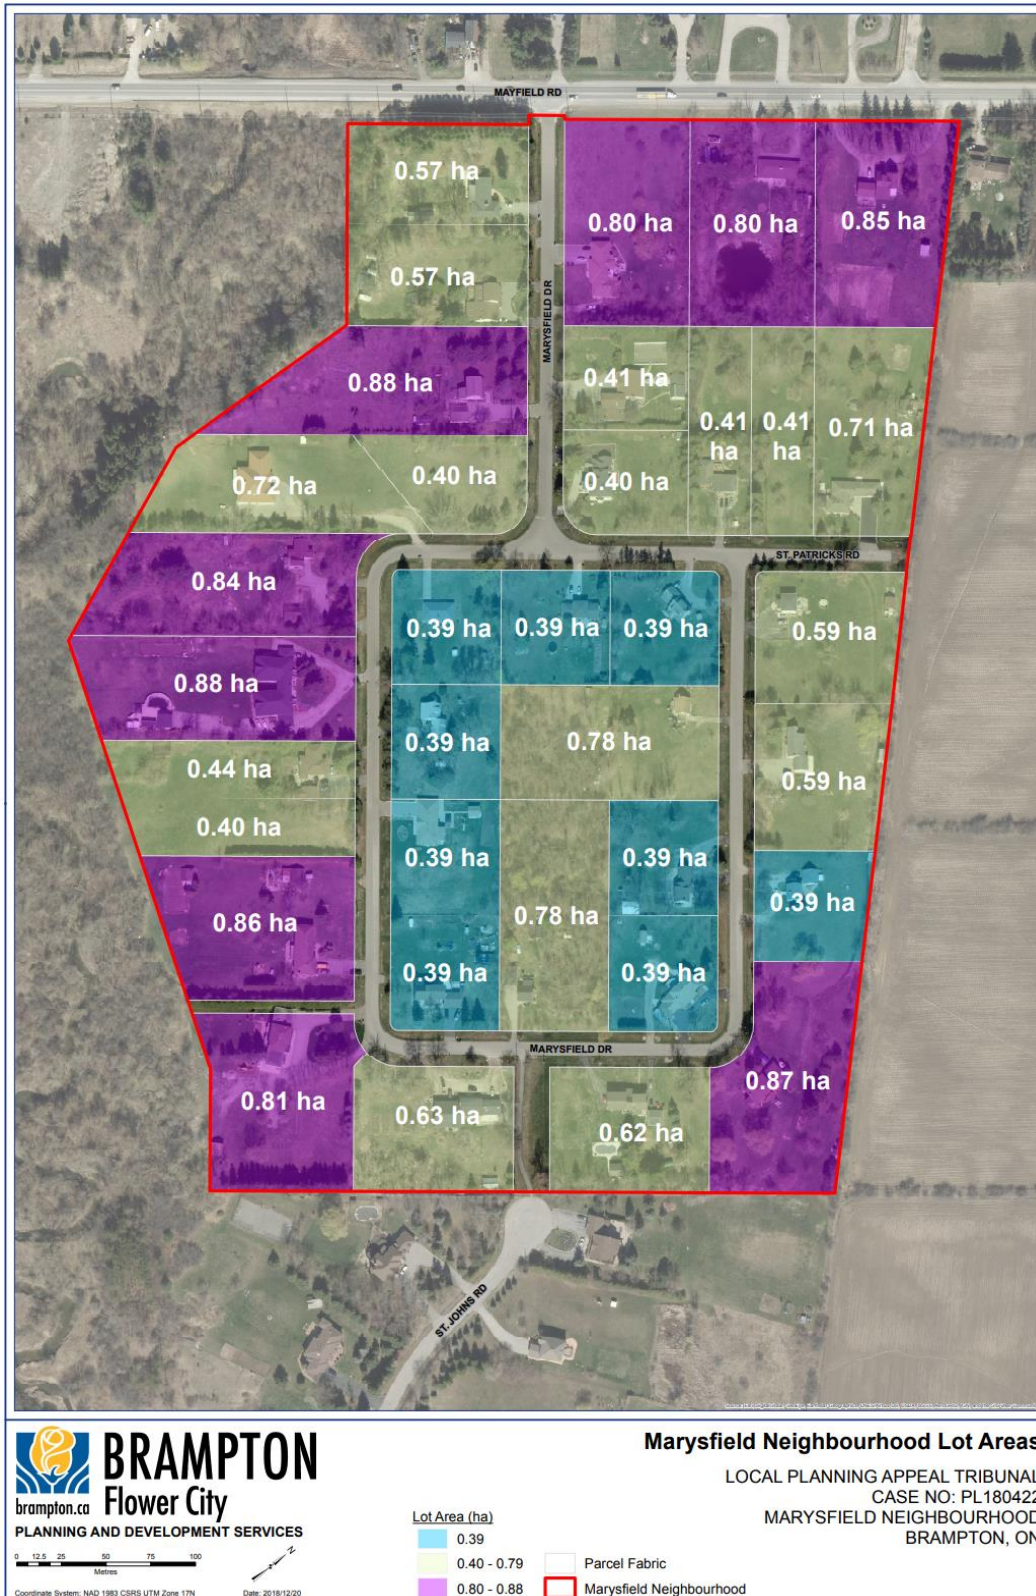 MAYFIELD RD
0.57 ha
0.80 ha
0.80 ha
0.85 ha
0.57 ha
MARYSFIELD DR
0.88 ha
0.41 ha
0.41
ha
0.41
ha
0.71 ha
0.72 ha
0.40 ha
0.40 ha
ST. PATRICKS RD
0.84 ha
0.39 ha
0.39 ha
0.39 ha
0.59 ha
0.88 ha
0.39 ha
0.78 ha
0.44 ha
0.59 ha
0.40 ha
0.39 ha
0.39 ha
0.86 ha
0.78 ha
0.39 ha
0.39 ha
0.39 ha
MARYSFIELD DR
0.81 ha
0.63 ha
0.62 ha
0.87 ha
ST. JOHNS RD
brampton.ca
BRAMPTON
Flower City
PLANNING AND DEVELOPMENT SERVICES
0 12.5 25 50 75 100
Metres
N
Coordinate System: NAD 1983 CSRS UTM Zone 17N
Date: 2018/12/20
Lot Area (ha)
0.39
0.40 - 0.79
0.80 - 0.88
Parcel Fabric
Marysfield Neighbourhood
Marysfield Neighbourhood Lot Areas
LOCAL PLANNING APPEAL TRIBUNAL
CASE NO: PL180422
MARYSFIELD NEIGHBOURHOOD
BRAMPTON, ON